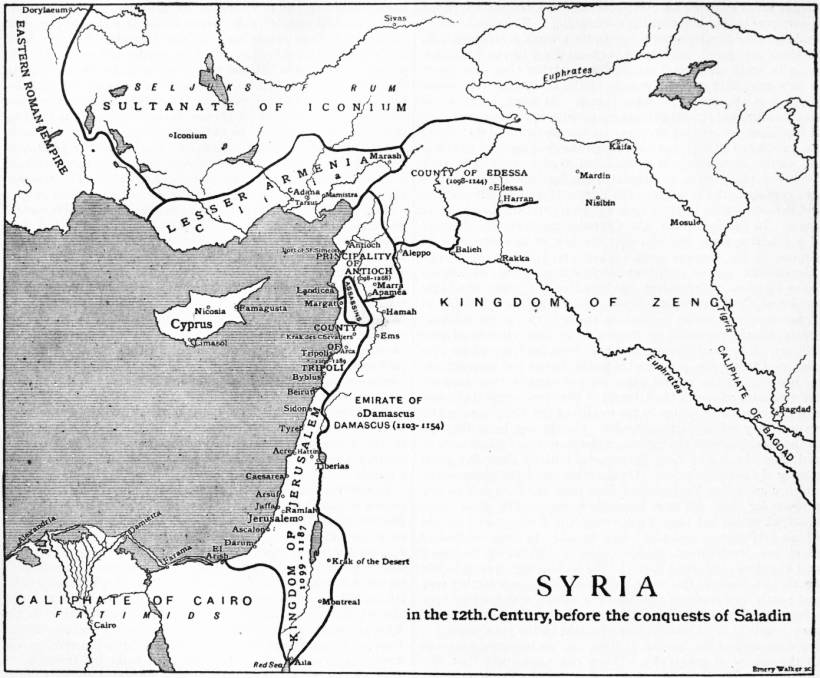 Dorylaeum
Sivas
EASTERN ROMAN EMPIRE
SELJUKS OF RUM
SULTANATE OF ICONIUM
Iconium
Euphrates
Kaifa
Mardin
Nisibin
Mosule
LESSER ARMENIA
Cilicia
Marash
Adana
Tarsus
Mamistra
COUNTY OF EDESSA
(1098-1144)
Edessa
Harran
Balieh
Rakka
Port of St. Simeon
Antioch
PRINCIPALITY
OF
ANTIOCH
(1098-1268)
Aleppo
Marra
Apamea
Laodicea
Margat
ASSASSINS
Hamah
KINGDOM OF ZENGI
Tigris
Euphrates
CALIPHATE OF BAGDAD
Bagdad
Nicosia
Famagusta
Cyprus
Limasol
COUNTY
Krak des Chevaliers
OF
Tripolis
Arca
TRIPOLI
Ems
Byblus
Beirut
EMIRATE OF
Damascus
DAMASCUS (1103-1154)
Sidon
Tyre
Acre
Hattin
Tiberias
Caesarea
Arsuf
Jaffa
Ramlah
Jerusalem
Ascalon
Darum
El
Arish
KINGDOM OF JERUSALEM
1099-1187
Krak of the Desert
Montreal
Alexandria
Damietta
Farama
CALIPHATE OF CAIRO
FATIMIDS
Cairo
Red Sea
Aila
SYRIA
in the 12th. Century, before the conquests of Saladin
Emery Walker sc.